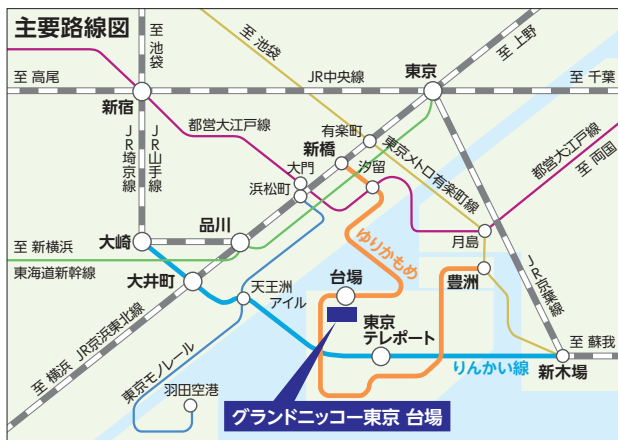 主要路線図
至 池袋
至 池袋
至 上野
至 高尾
JR中央線
東京
至 千葉
新宿
都営大江戸線
有楽町
新橋
東京メトロ有楽町線
都営大江戸線
至 両国
JR埼京線
JR山手線
大門
汐留
浜松町
品川
月島
至 新横浜
大崎
ゆりかもめ
JR京葉線
東海道新幹線
大井町
天王洲
アイル
台場
豊洲
東京
テレポート
至 横浜 JR京浜東北線
東京モノレール
至 蘇我
りんかい線
新木場
羽田空港
グランドニッコー東京 台場